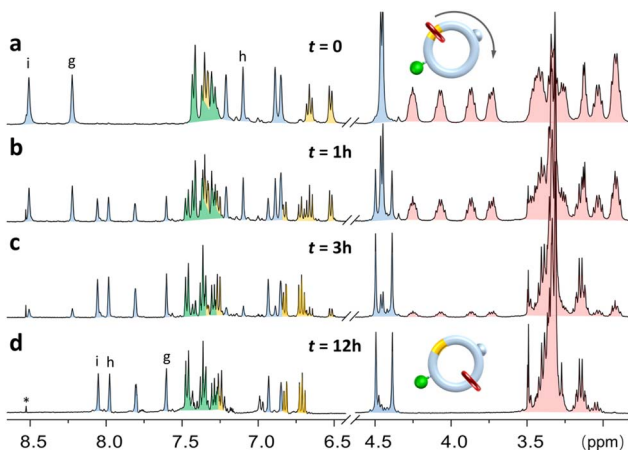 a
t = 0
i
g
h
b
t = 1h
c
t = 3h
d
t = 12h
i
h
g
*
8.5 8.0 7.5 7.0 6.5 4.5 4.0 3.5 (ppm)